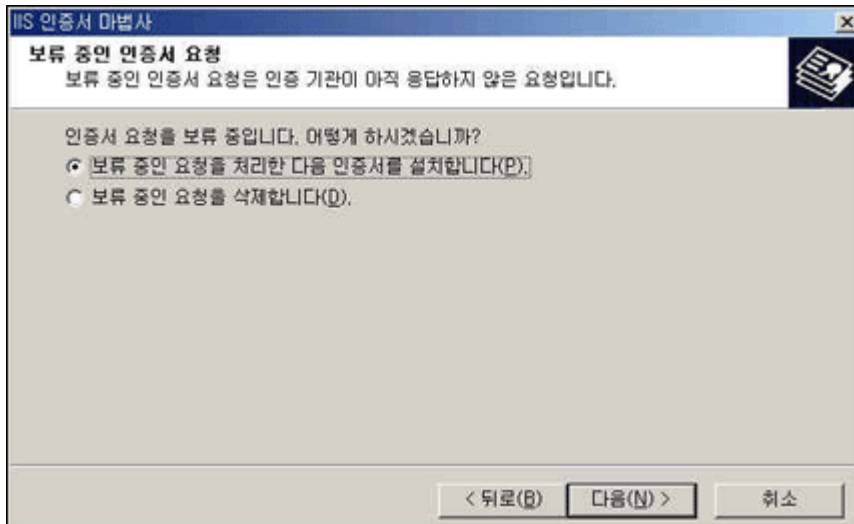 IIS 인증서 마법사
보류 중인 인증서 요청
보류 중인 인증서 요청은 인증 기관이 아직 응답하지 않은 요청입니다.
인증서 요청을 보류 중입니다. 어떻게 하시겠습니까?
보류 중인 요청을 처리한 다음 인증서를 설치합니다(P).
보류 중인 요청을 삭제합니다(D).
< 뒤로(B) 다음(N) > 취소